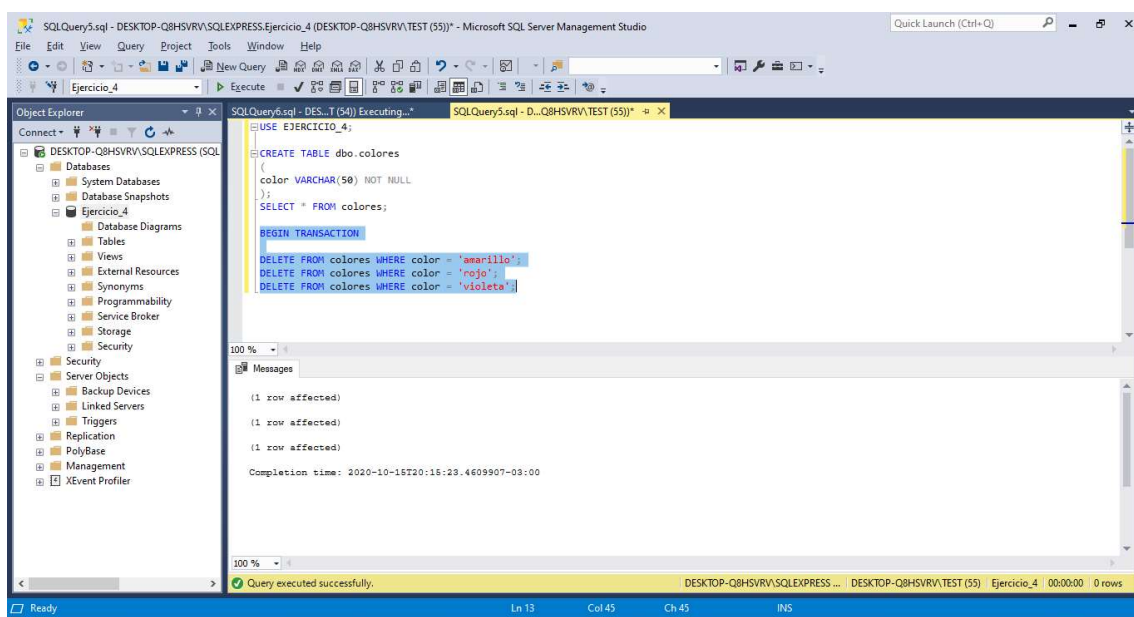 SQLQuery5.sql - DESKTOP-Q8HSVRV\SQLEXPRESS.Ejercicio_4 (DESKTOP-Q8HSVRV\TEST (55))* - Microsoft SQL Server Management Studio
Quick Launch (Ctrl+Q)
File Edit View Query Project Tools Window Help
New Query
Ejercicio_4
Execute
Object Explorer
SQLQuery6.sql - DES...T (54)) Executing...*
SQLQuery5.sql - D...Q8HSVRV\TEST (55))*
Connect
DESKTOP-Q8HSVRV\SQLEXPRESS (SQL
Databases
System Databases
Database Snapshots
Ejercicio_4
Database Diagrams
Tables
Views
External Resources
Synonyms
Programmability
Service Broker
Storage
Security
Security
Server Objects
Backup Devices
Linked Servers
Triggers
Replication
PolyBase
Management
XEvent Profiler
USE EJERCICIO_4;
CREATE TABLE dbo.colores
(
color VARCHAR(50) NOT NULL
);
SELECT * FROM colores;
BEGIN TRANSACTION
DELETE FROM colores WHERE color = 'amarillo';
DELETE FROM colores WHERE color = 'rojo';
DELETE FROM colores WHERE color = 'violeta';
100 %
Messages
(1 row affected)
(1 row affected)
(1 row affected)
Completion time: 2020-10-15T20:15:23.4609907-03:00
100 %
Query executed successfully.
DESKTOP-Q8HSVRV\SQLEXPRESS ...
DESKTOP-Q8HSVRV\TEST (55)
Ejercicio_4
00:00:00
0 rows
Ready
Ln 13
Col 45
Ch 45
INS